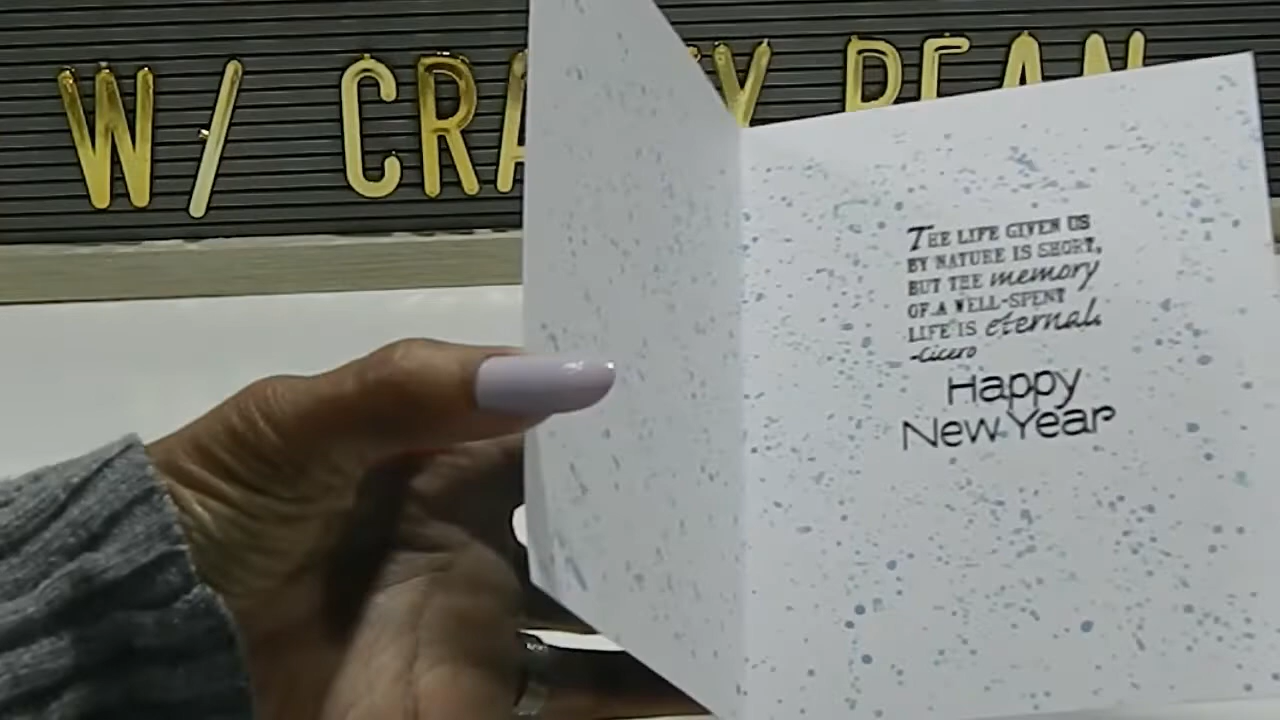 W/ CRA Y BEAN
THE LIFE GIVEN US
BY NATURE IS SHORT,
BUT THE memory
OF A WELL-SPENT
LIFE IS eternal.
-Cicero
Happy
New Year